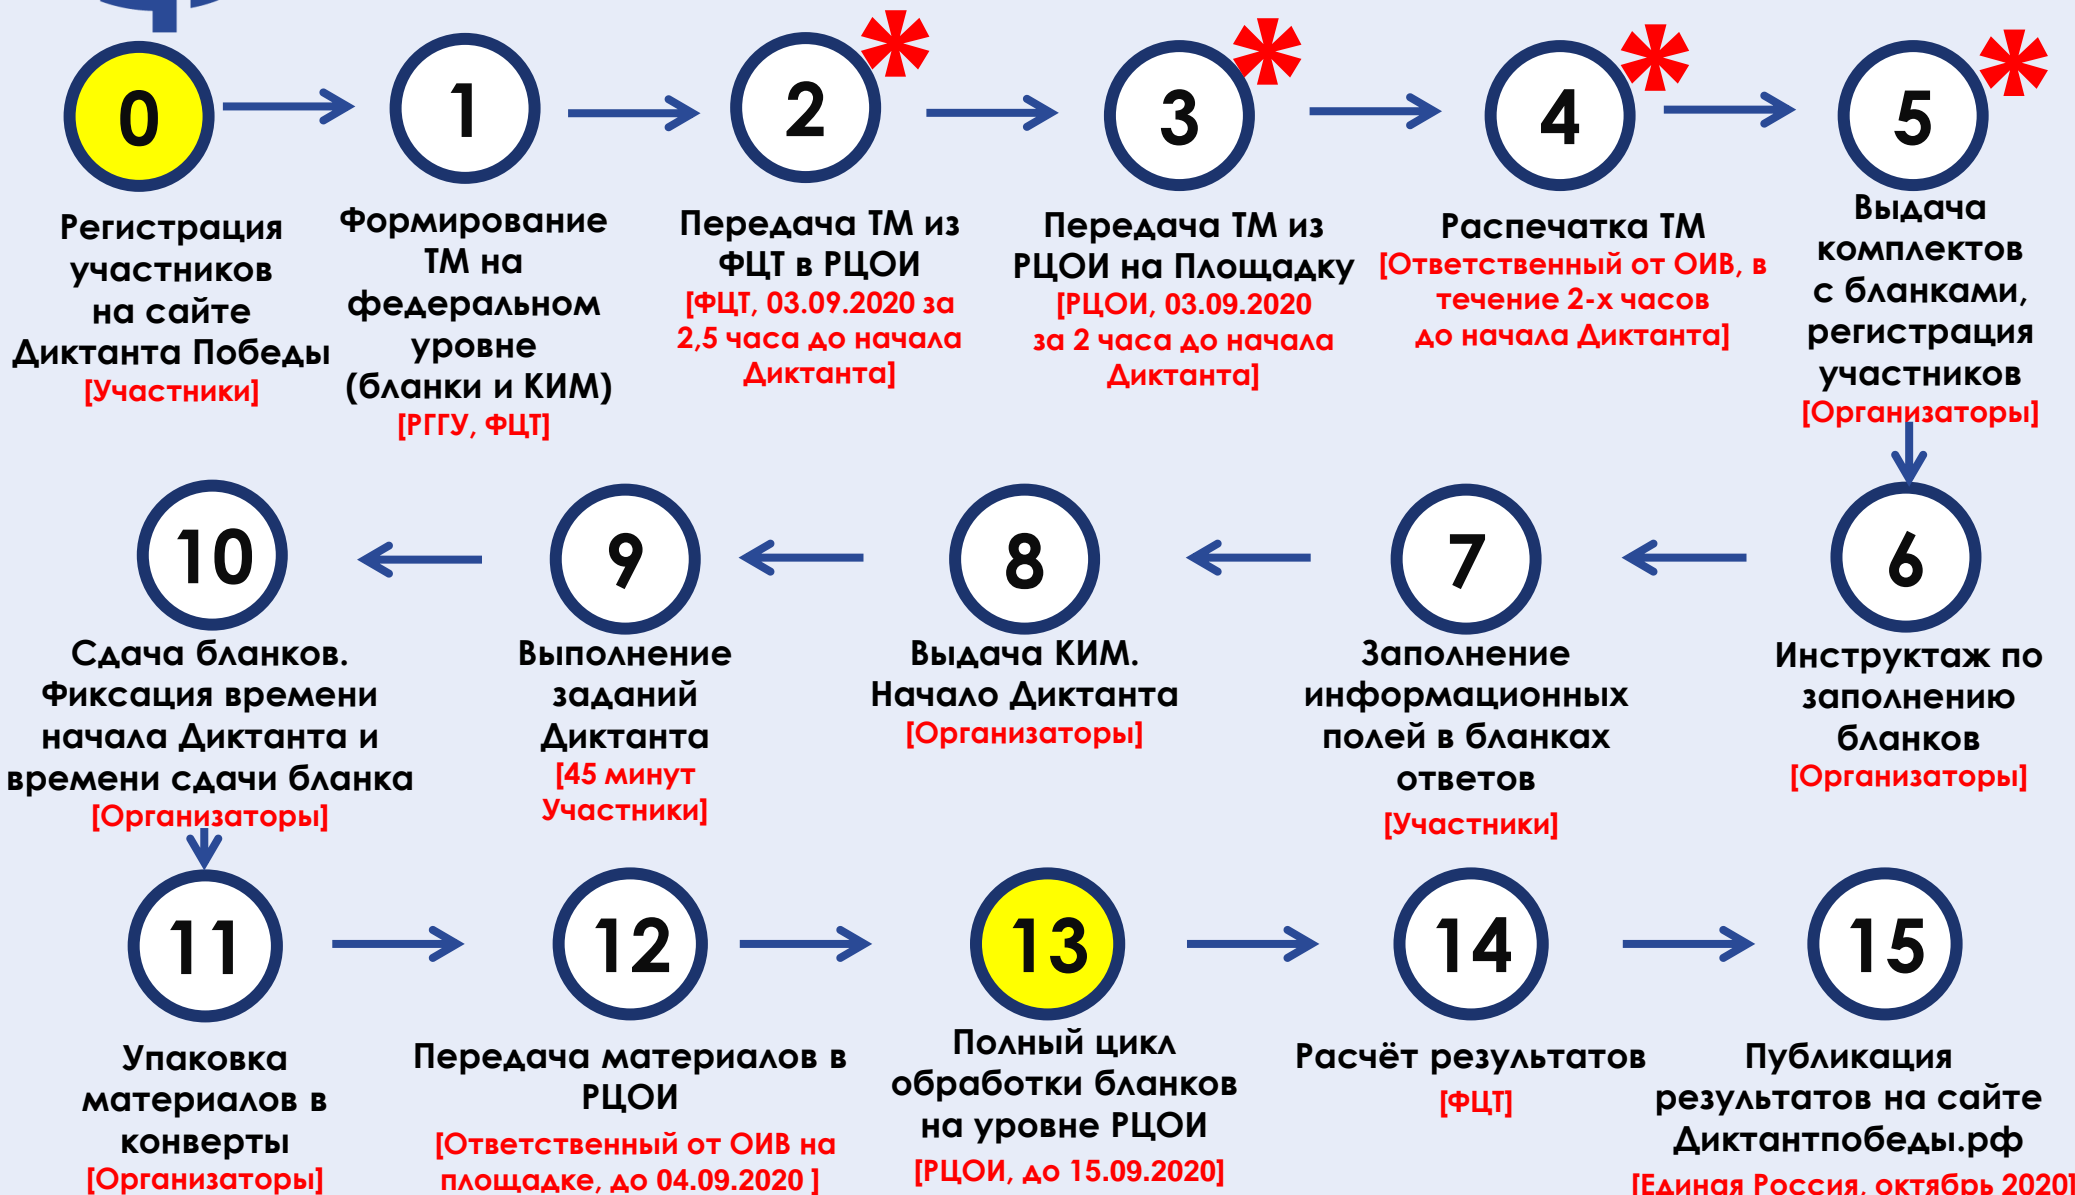 0
Регистрация
участников
на сайте
Диктанта Победы
[Участники]
1
Формирование
ТМ на
федеральном
уровне
(бланки и КИМ)
[РГГУ, ФЦТ]
2*
Передача ТМ из
ФЦТ в РЦОИ
[ФЦТ, 03.09.2020 за
2,5 часа до начала
Диктанта]
3*
Передача ТМ из
РЦОИ на Площадку
[РЦОИ, 03.09.2020
за 2 часа до начала
Диктанта]
4*
Распечатка ТМ
[Ответственный от ОИВ, в
течение 2-х часов
до начала Диктанта]
5*
Выдача
комплектов
с бланками,
регистрация
участников
[Организаторы]
6
Инструктаж по
заполнению
бланков
[Организаторы]
7
Заполнение
информационных
полей в бланках
ответов
[Участники]
8
Выдача КИМ.
Начало Диктанта
[Организаторы]
9
Выполнение
заданий
Диктанта
[45 минут
Участники]
10
Сдача бланков.
Фиксация времени
начала Диктанта и
времени сдачи бланка
[Организаторы]
11
Упаковка
материалов в
конверты
[Организаторы]
12
Передача материалов в
РЦОИ
[Ответственный от ОИВ на
площадке, до 04.09.2020 ]
13
Полный цикл
обработки бланков
на уровне РЦОИ
[РЦОИ, до 15.09.2020]
14
Расчёт результатов
[ФЦТ]
15
Публикация
результатов на сайте
Диктантпобеды.рф
[Единая Россия, октябрь 2020]